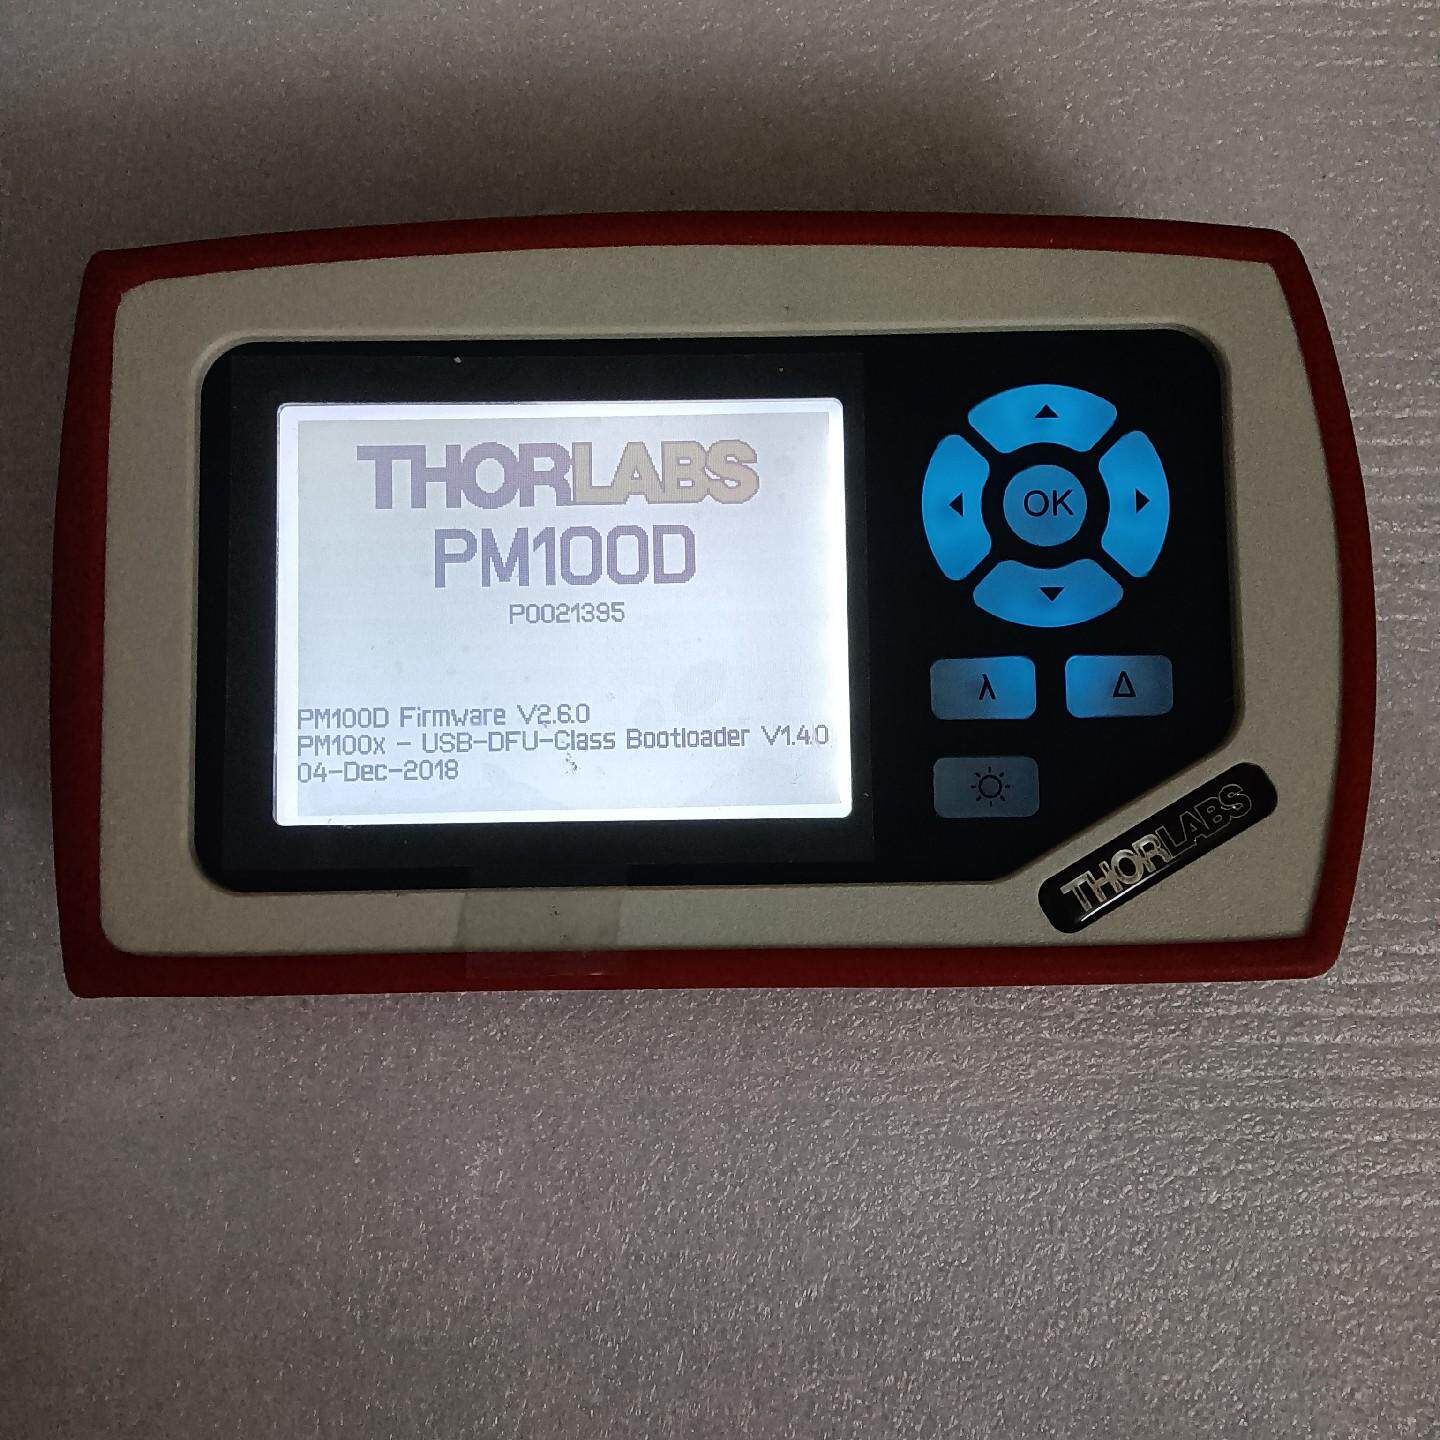 THORLABS
PM100D
P0021395
PM100D Firmware V2.6.0
PM100x - USB-DFU-Class Bootloader V1.4.0
04-Dec-2018
OK
λ Δ
THORLABS